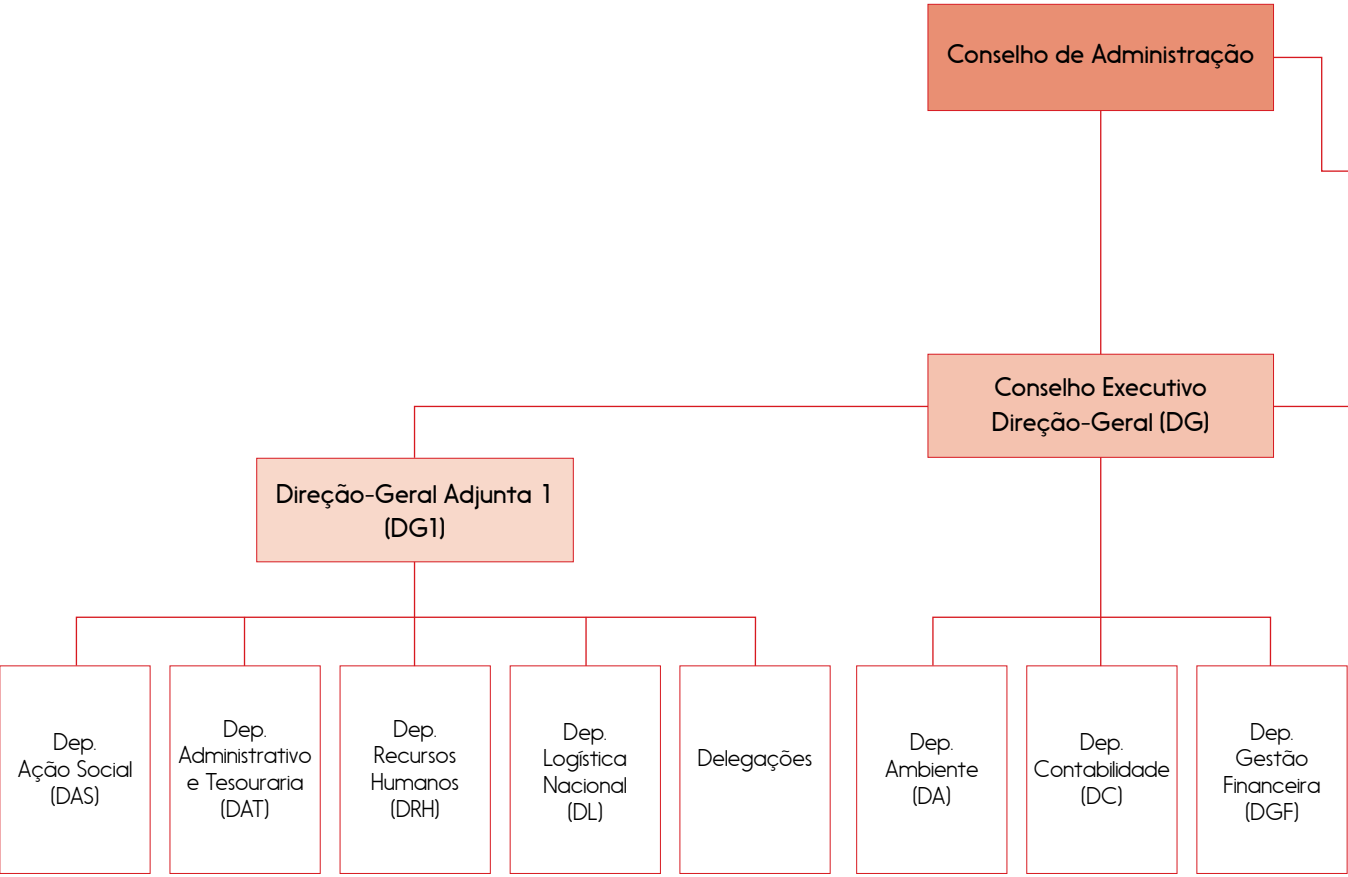 Conselho de Administração
Conselho Executivo
Direção-Geral (DG)
Direção-Geral Adjunta 1
(DG1)
Dep.
Ação Social
(DAS)
Dep.
Administrativo
e Tesouraria
(DAT)
Dep.
Recursos
Humanos
(DRH)
Dep.
Logística
Nacional
(DL)
Delegações
Dep.
Ambiente
(DA)
Dep.
Contabilidade
(DC)
Dep.
Gestão
Financeira
(DGF)